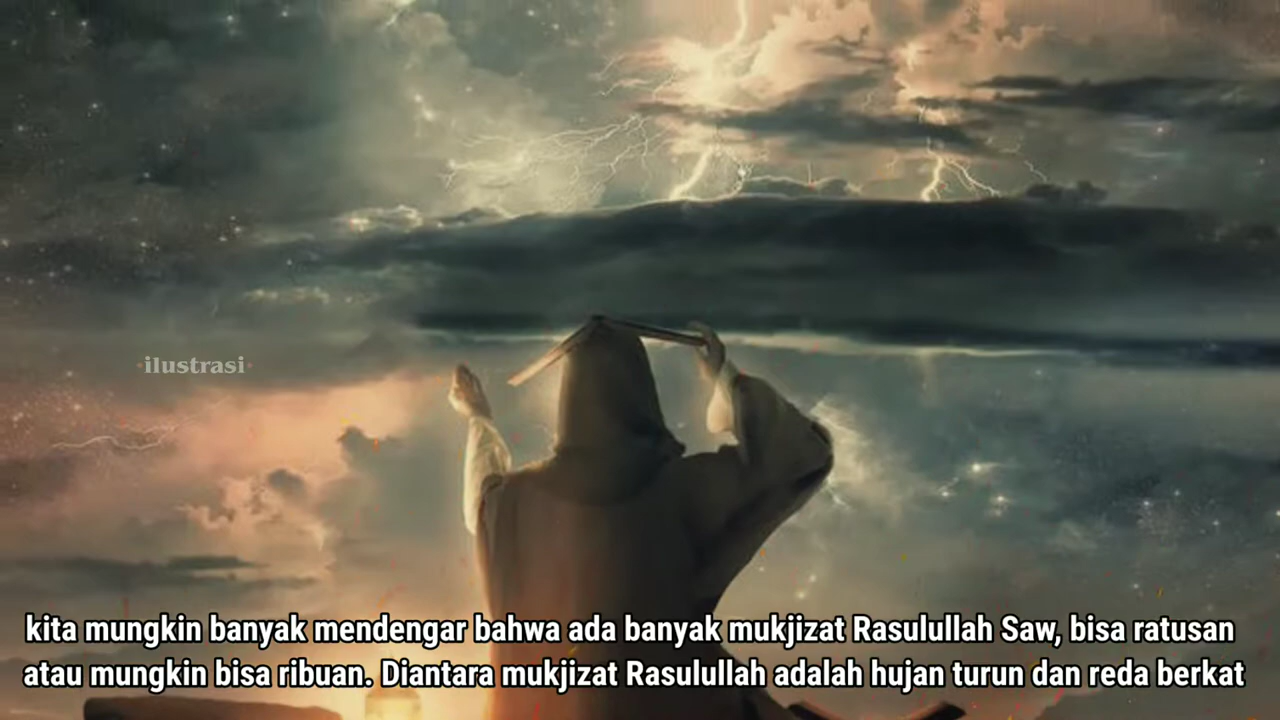 ilustrasi
kita mungkin banyak mendengar bahwa ada banyak mukjizat Rasulullah Saw, bisa ratusan
atau mungkin bisa ribuan. Diantara mukjizat Rasulullah adalah hujan turun dan reda berkat